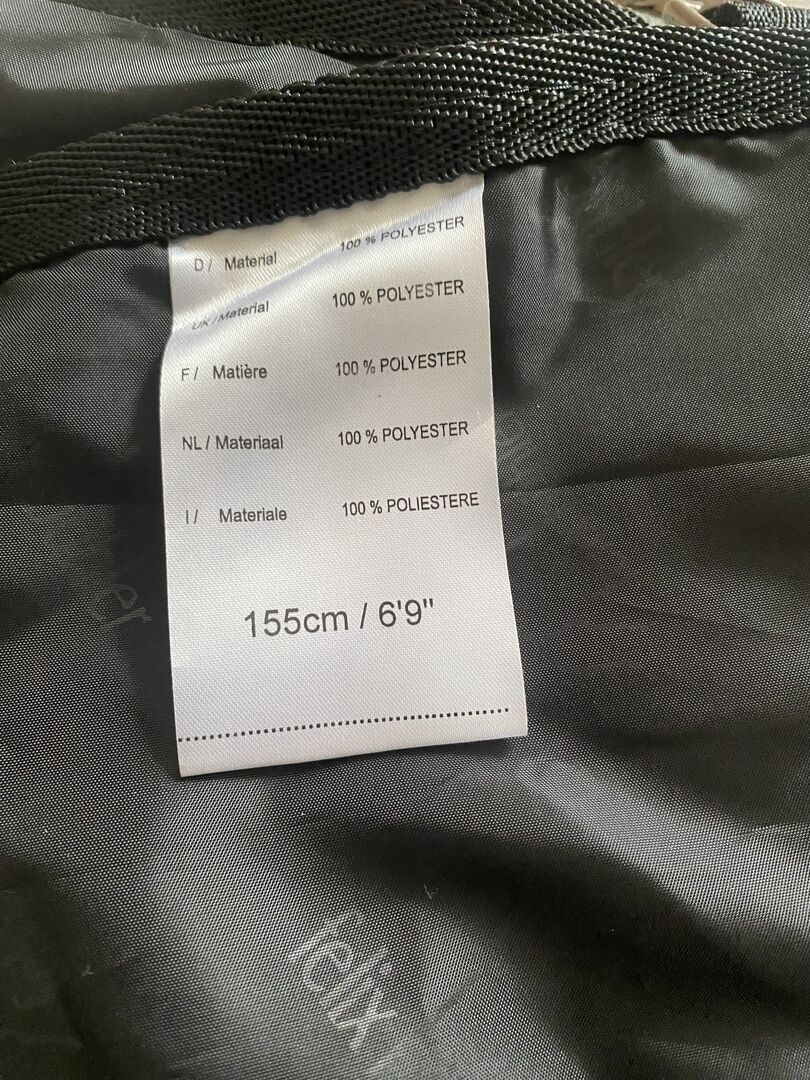 D / Material 100 % POLYESTER
UK / Material 100 % POLYESTER
F / Matière 100 % POLYESTER
NL / Materiaal 100 % POLYESTER
I / Materiale 100 % POLIESTERE
155cm / 6'9"
felix